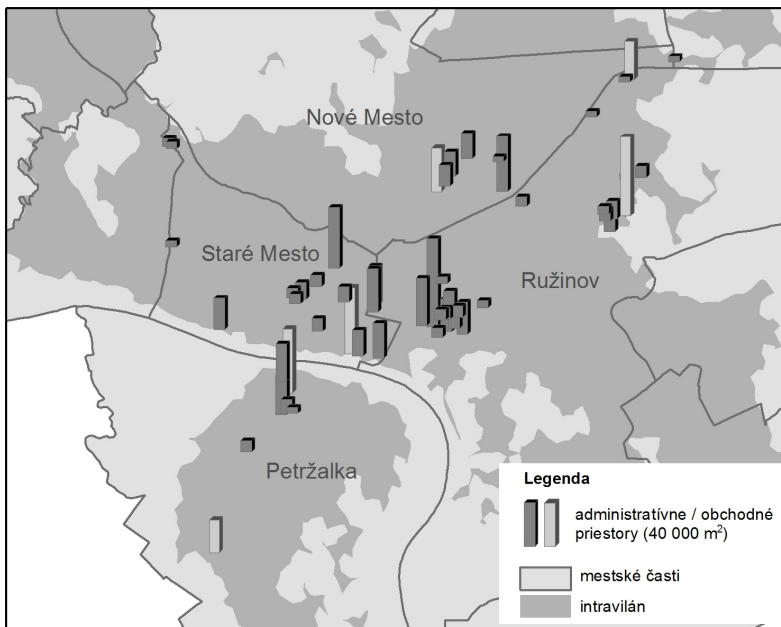 Nové Mesto
Staré Mesto
Ružinov
Petržalka
Legenda
administratívne / obchodné
priestory (40 000 m²)
mestské časti
intravilán